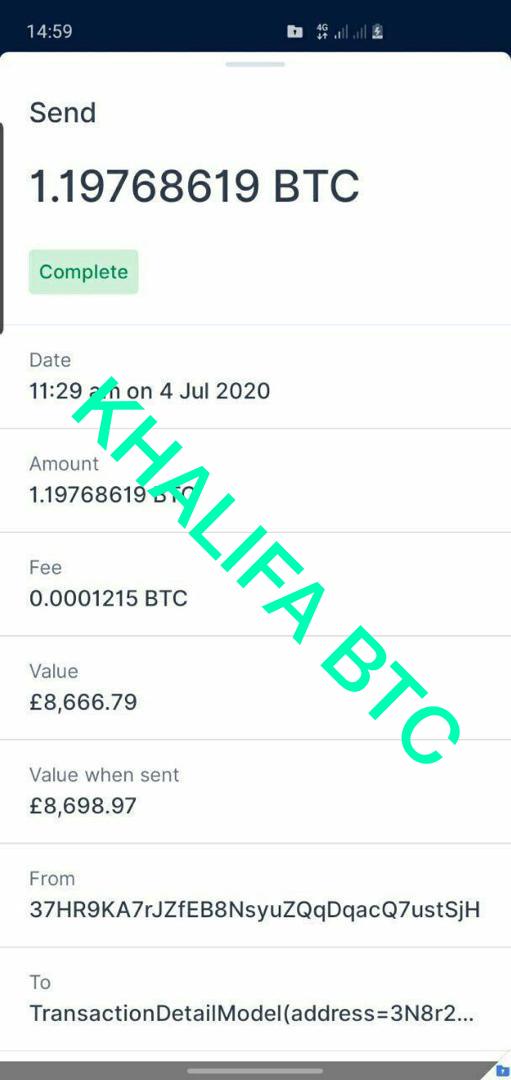 14:59
4G
Send
1.19768619 BTC
Complete
Date
11:29 am on 4 Jul 2020
Amount
1.19768619 BTC
Fee
0.0001215 BTC
Value
£8,666.79
Value when sent
£8,698.97
From
37HR9KA7rJZfEB8NsyuZQqDqacQ7ustSjH
To
TransactionDetailModel(address=3N8r2...
KHALIFA BTC